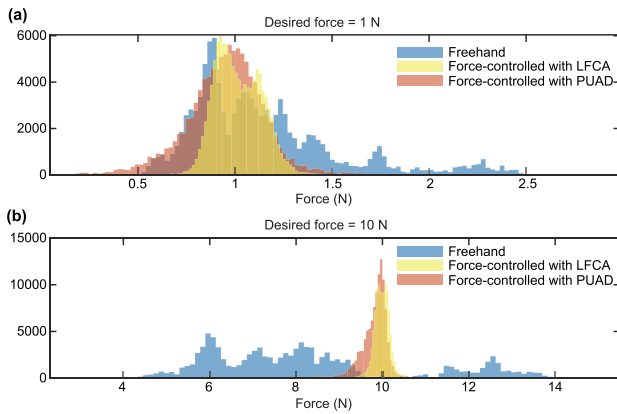 (a)
Desired force = 1 N
6000
4000
2000
0
Freehand
Force-controlled with LFCA
Force-controlled with PUAD
0.5 1 1.5 2 2.5
Force (N)
(b)
Desired force = 10 N
15000
10000
5000
0
Freehand
Force-controlled with LFCA
Force-controlled with PUAD
4 6 8 10 12 14
Force (N)